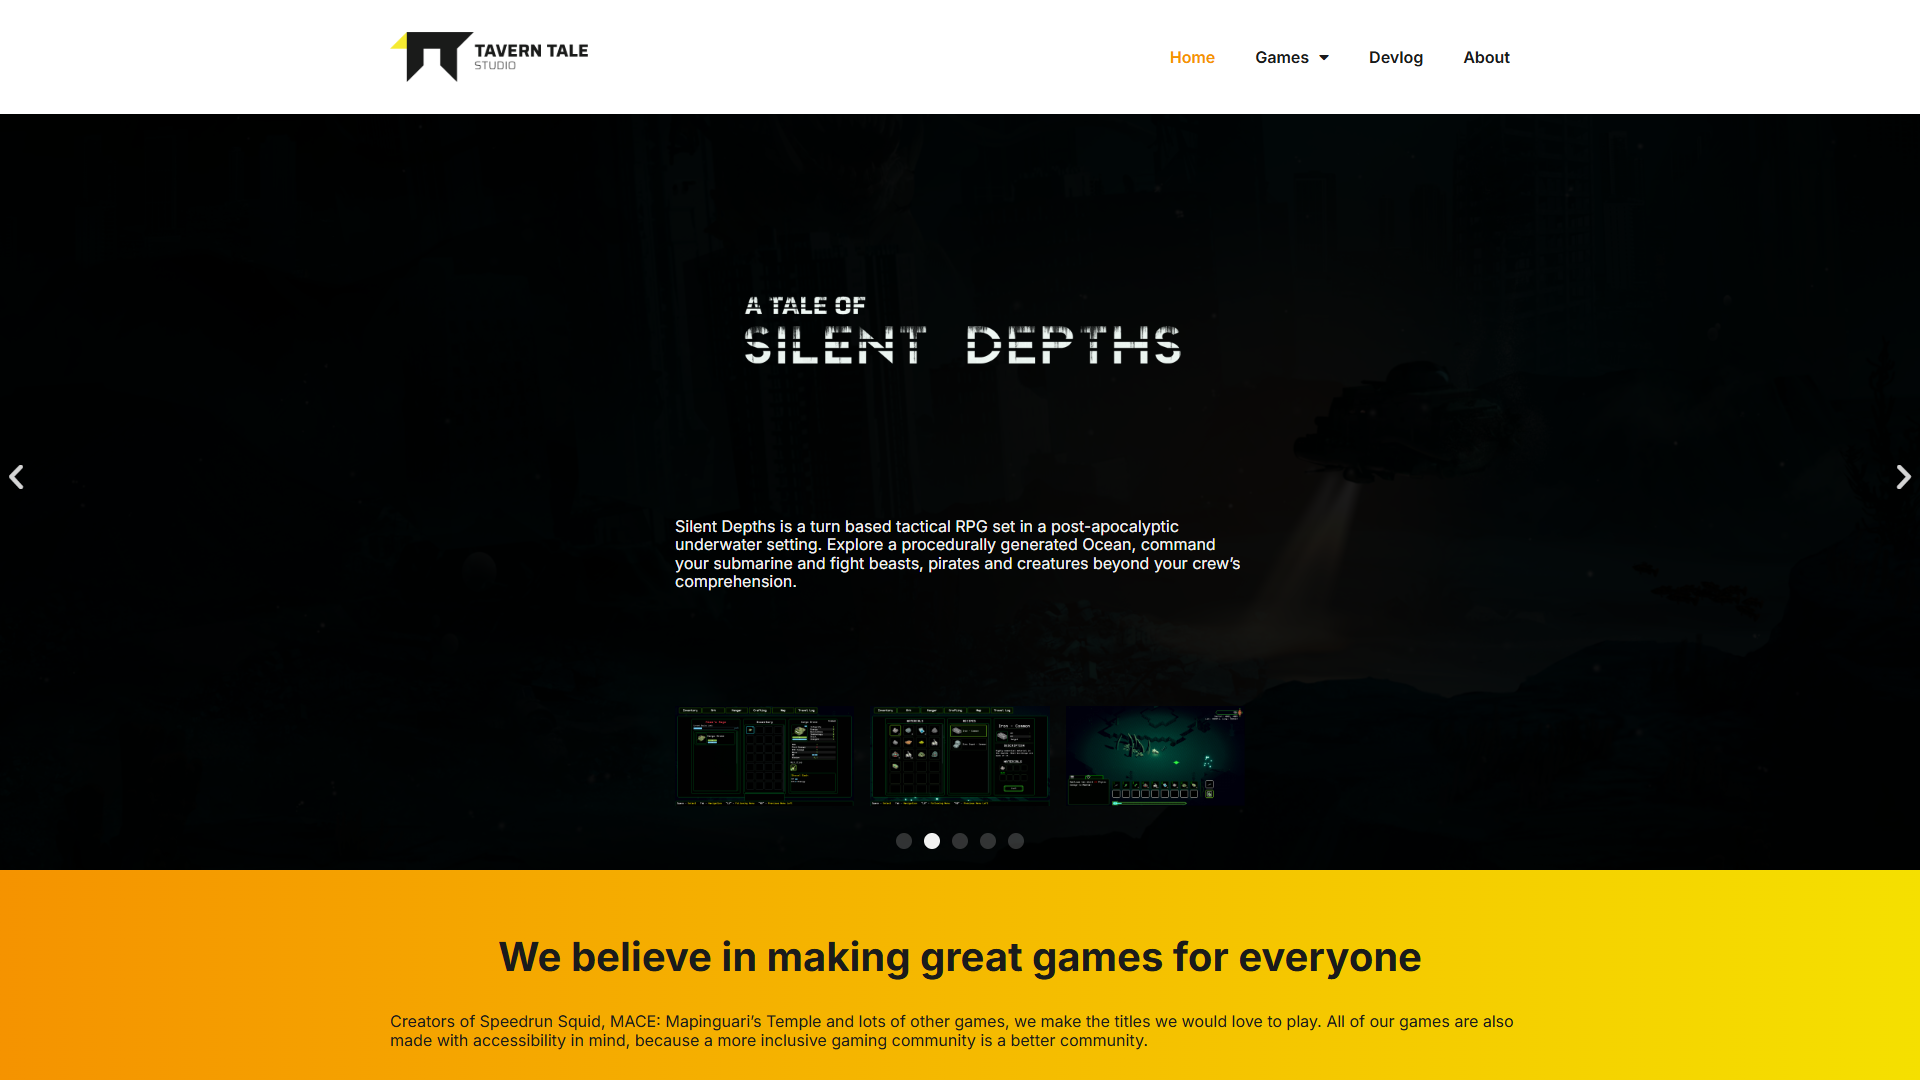 TAVERN TALE
STUDIO
Home
Games
Devlog
About
A TALE OF
SILENT DEPTHS
Silent Depths is a turn based tactical RPG set in a post-apocalyptic
underwater setting. Explore a procedurally generated Ocean, command
your submarine and fight beasts, pirates and creatures beyond your crew’s
comprehension.
We believe in making great games for everyone
Creators of Speedrun Squid, MACE: Mapinguari’s Temple and lots of other games, we make the titles we would love to play. All of our games are also
made with accessibility in mind, because a more inclusive gaming community is a better community.